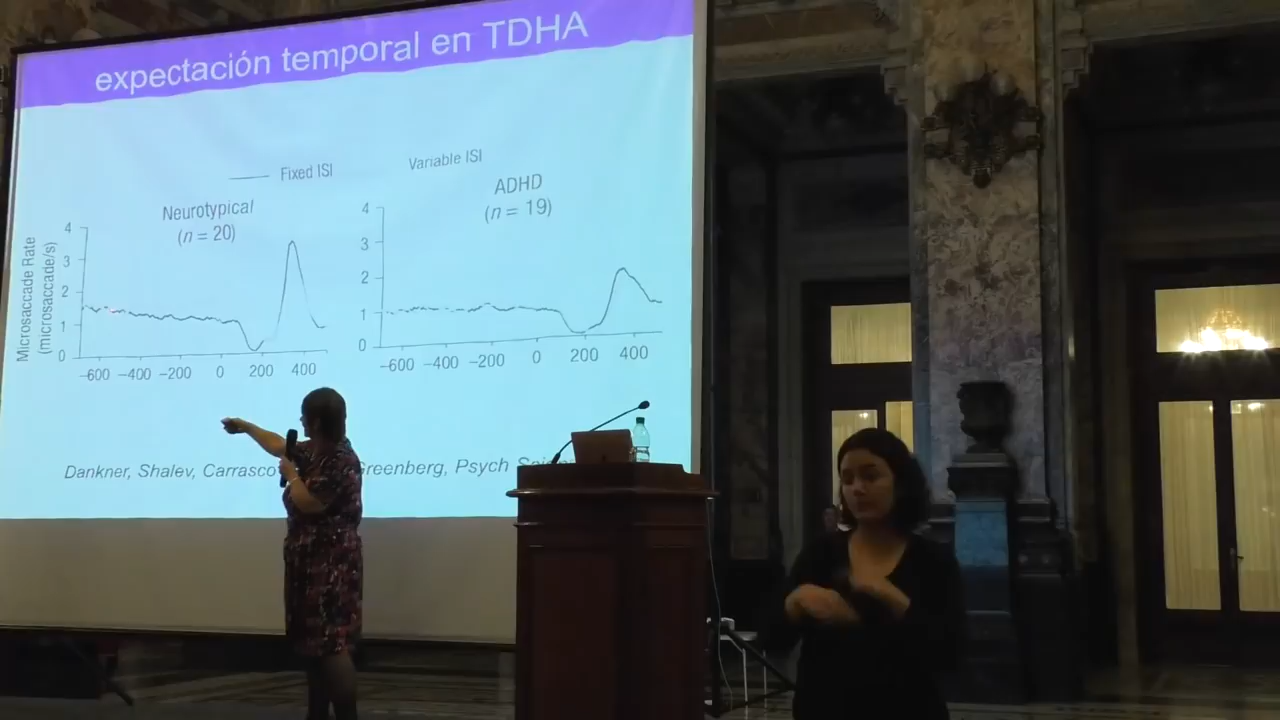 expectación temporal en TDHA
Fixed ISI
Variable ISI
Neurotypical
(n = 20)
ADHD
(n = 19)
Microsaccade Rate
(microsaccade/s)
4
3
2
1
0
−600 −400 −200 0 200 400
4
3
2
1
0
−600 −400 −200 0 200 400
Dankner, Shalev, Carrasco Greenberg, Psych